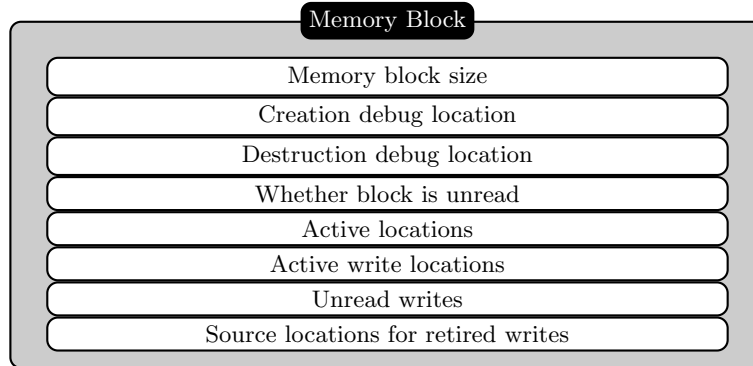 Memory Block
Memory block size
Creation debug location
Destruction debug location
Whether block is unread
Active locations
Active write locations
Unread writes
Source locations for retired writes